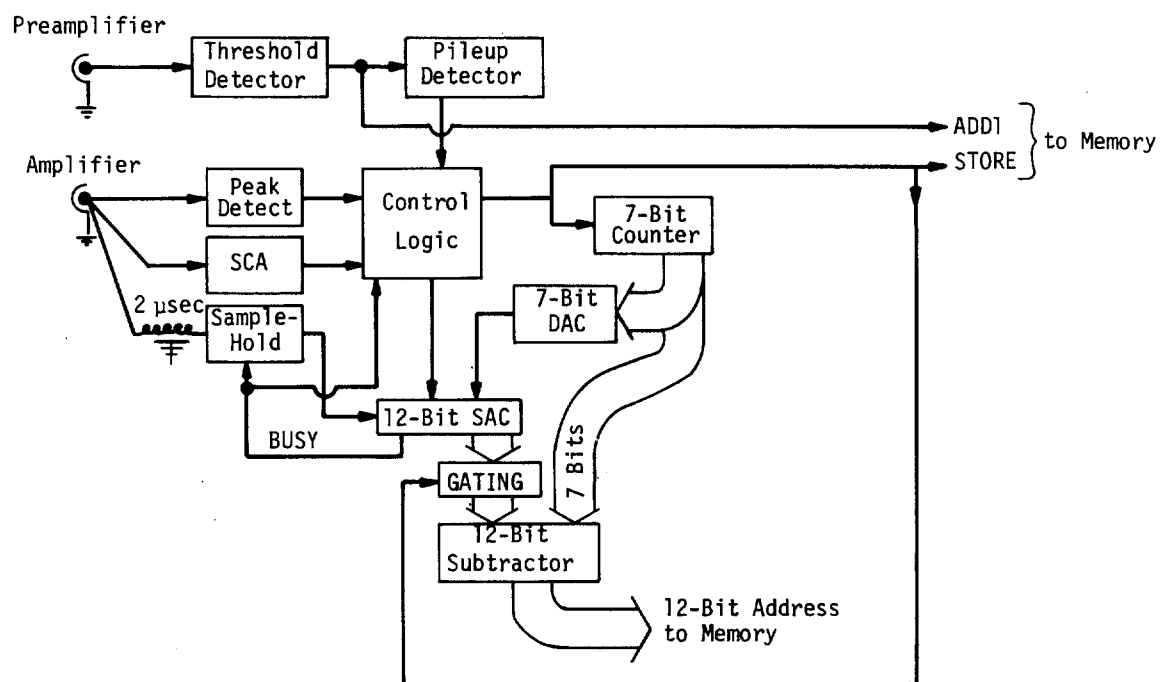 Preamplifier
Threshold
Detector
Pileup
Detector
ADD1
STORE
to Memory
Amplifier
Peak
Detect
Control
Logic
7-Bit
Counter
SCA
2 µsec
Sample-
Hold
7-Bit
DAC
12-Bit SAC
BUSY
GATING
7 Bits
12-Bit
Subtractor
12-Bit Address
to Memory